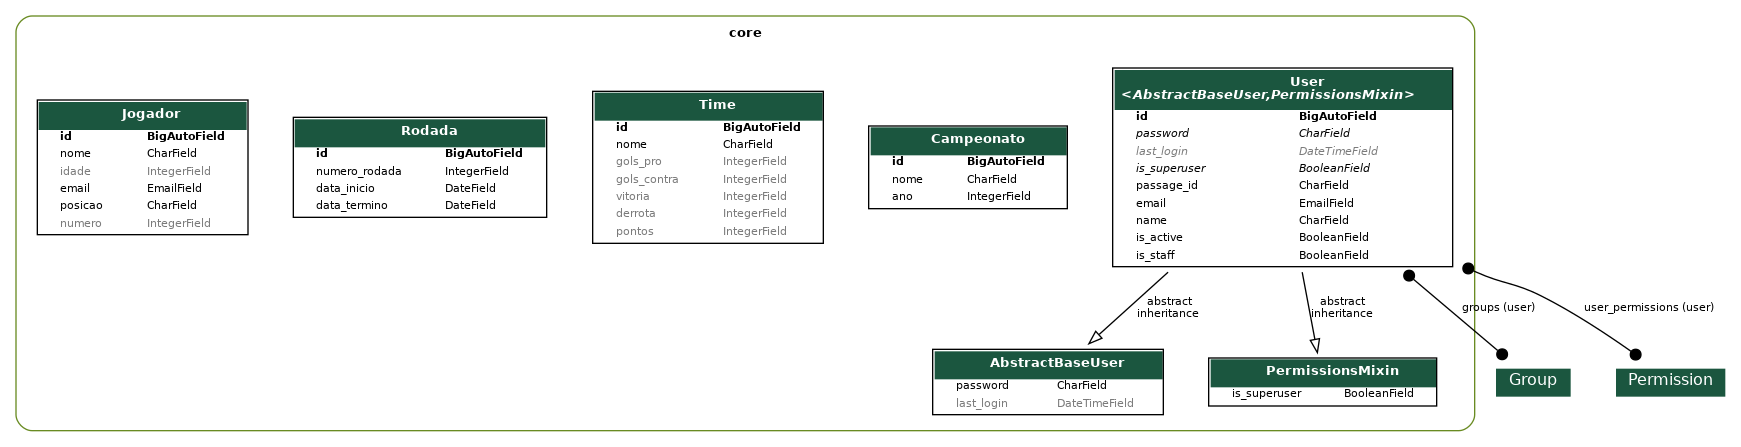 core
Jogador
id BigAutoField
nome CharField
idade IntegerField
email EmailField
posicao CharField
numero IntegerField
Rodada
id BigAutoField
numero_rodada IntegerField
data_inicio DateField
data_termino DateField
Time
id BigAutoField
nome CharField
gols_pro IntegerField
gols_contra IntegerField
vitoria IntegerField
derrota IntegerField
pontos IntegerField
Campeonato
id BigAutoField
nome CharField
ano IntegerField
User
<AbstractBaseUser,PermissionsMixin>
id BigAutoField
password CharField
last_login DateTimeField
is_superuser BooleanField
passage_id CharField
email EmailField
name CharField
is_active BooleanField
is_staff BooleanField
abstract
inheritance
abstract
inheritance
groups (user)
user_permissions (user)
AbstractBaseUser
password CharField
last_login DateTimeField
PermissionsMixin
is_superuser BooleanField
Group
Permission